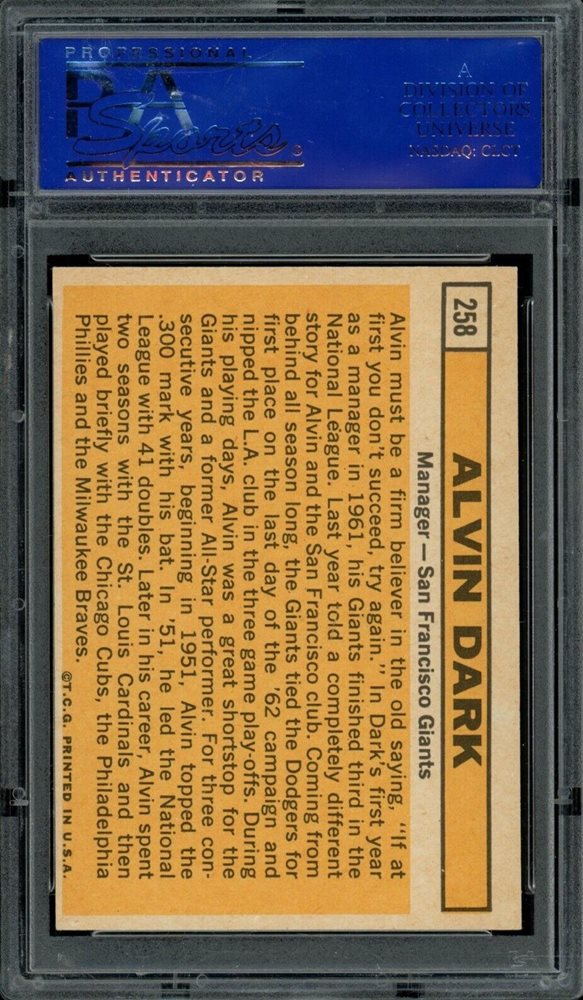 PROFESSIONAL
PSA
Sports
AUTHENTICATOR
A
DIVISION OF
COLLECTORS
UNIVERSE
NASDAQ: CLCT
258
ALVIN DARK
Manager — San Francisco Giants
Alvin must be a firm believer in the old saying, "If at
first you don't succeed, try again." In Dark's first year
as a manager in 1961, his Giants finished third in the
National League. Last year told a completely different
story for Alvin and the San Francisco club. Coming from
behind all season long, the Giants tied the Dodgers for
first place on the last day of the '62 campaign and
nipped the L.A. club in the three game play-offs. During
his playing days, Alvin was a great shortstop for the
Giants and a former All-Star performer. For three con-
secutive years, beginning in 1951, Alvin topped the
.300 mark with his bat. In '51, he led the National
League with 41 doubles. Later in his career, Alvin spent
two seasons with the St. Louis Cardinals and then
played briefly with the Chicago Cubs, the Philadelphia
Phillies and the Milwaukee Braves.
©T.C.G. PRINTED IN U.S.A.